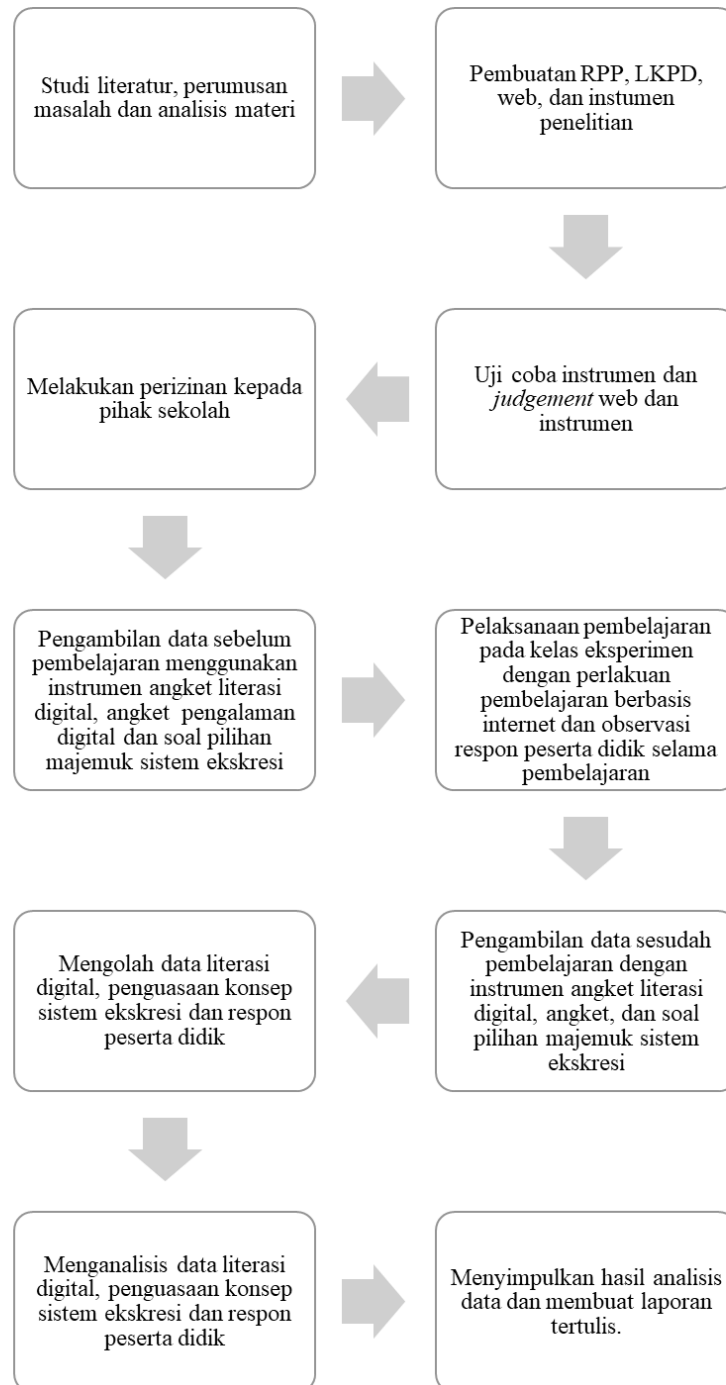 Studi literatur, perumusan
masalah dan analisis materi
Pembuatan RPP, LKPD,
web, dan instumen
penelitian
Uji coba instrumen dan
judgement web dan
instrumen
Melakukan perizinan kepada
pihak sekolah
Pengambilan data sebelum
pembelajaran menggunakan
instrumen angket literasi
digital, angket pengalaman
digital dan soal pilihan
majemuk sistem ekskresi
Pelaksanaan pembelajaran
pada kelas eksperimen
dengan perlakuan
pembelajaran berbasis
internet dan observasi
respon peserta didik selama
pembelajaran
Pengambilan data sesudah
pembelajaran dengan
instrumen angket literasi
digital, angket, dan soal
pilihan majemuk sistem
ekskresi
Mengolah data literasi
digital, penguasaan konsep
sistem ekskresi dan respon
peserta didik
Menganalisis data literasi
digital, penguasaan konsep
sistem ekskresi dan respon
peserta didik
Menyimpulkan hasil analisis
data dan membuat laporan
tertulis.